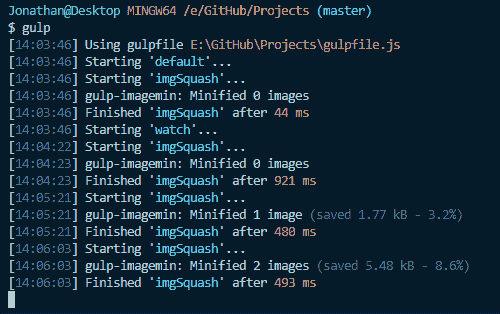 Jonathan@Desktop MINGW64 /e/GitHub/Projects (master)
$ gulp
[14:03:46] Using gulpfile E:\GitHub\Projects\gulpfile.js
[14:03:46] Starting 'default'...
[14:03:46] Starting 'imgSquash'...
[14:03:46] gulp-imagemin: Minified 0 images
[14:03:46] Finished 'imgSquash' after 44 ms
[14:03:46] Starting 'watch'...
[14:04:22] Starting 'imgSquash'...
[14:04:23] gulp-imagemin: Minified 0 images
[14:04:23] Finished 'imgSquash' after 921 ms
[14:05:21] Starting 'imgSquash'...
[14:05:21] gulp-imagemin: Minified 1 image (saved 1.77 kB - 3.2%)
[14:05:21] Finished 'imgSquash' after 480 ms
[14:06:03] Starting 'imgSquash'...
[14:06:03] gulp-imagemin: Minified 2 images (saved 5.48 kB - 8.6%)
[14:06:03] Finished 'imgSquash' after 493 ms